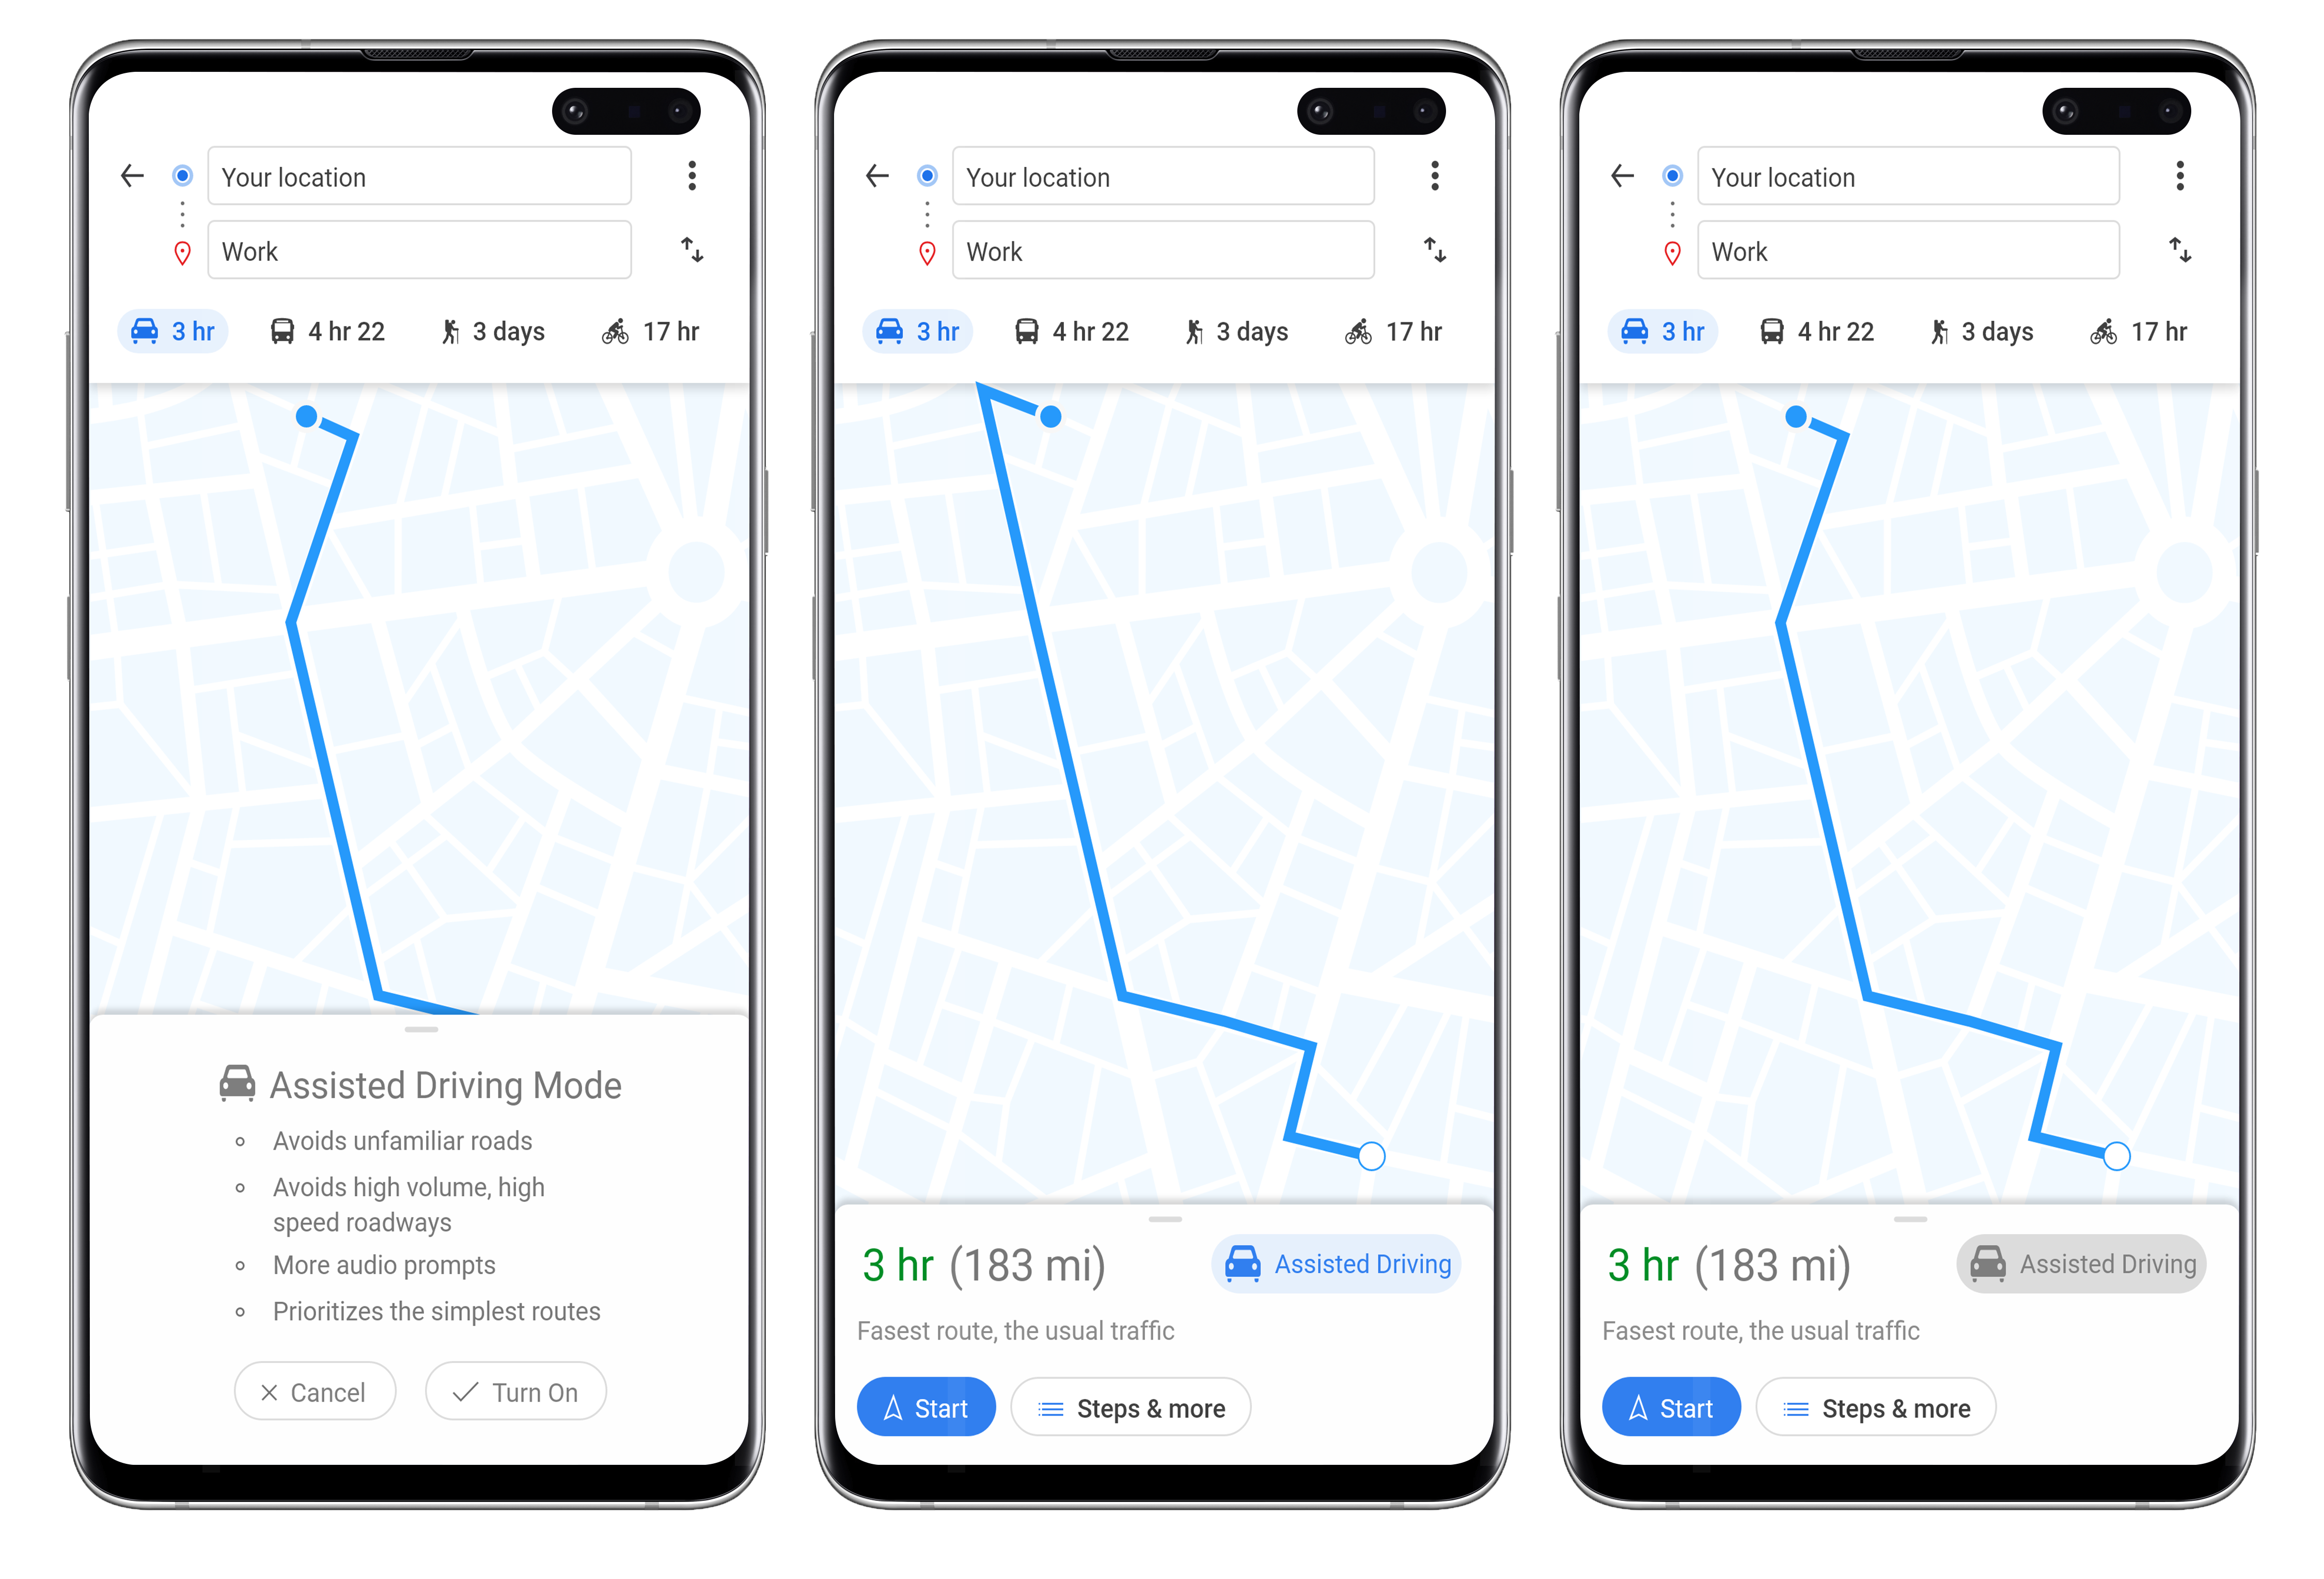 Your location
Work
3 hr 4 hr 22 3 days 17 hr
Assisted Driving Mode
Avoids unfamiliar roads
Avoids high volume, high
speed roadways
More audio prompts
Prioritizes the simplest routes
Cancel Turn On
Your location
Work
3 hr 4 hr 22 3 days 17 hr
3 hr (183 mi) Assisted Driving
Fasest route, the usual traffic
Start Steps & more
Your location
Work
3 hr 4 hr 22 3 days 17 hr
3 hr (183 mi) Assisted Driving
Fasest route, the usual traffic
Start Steps & more